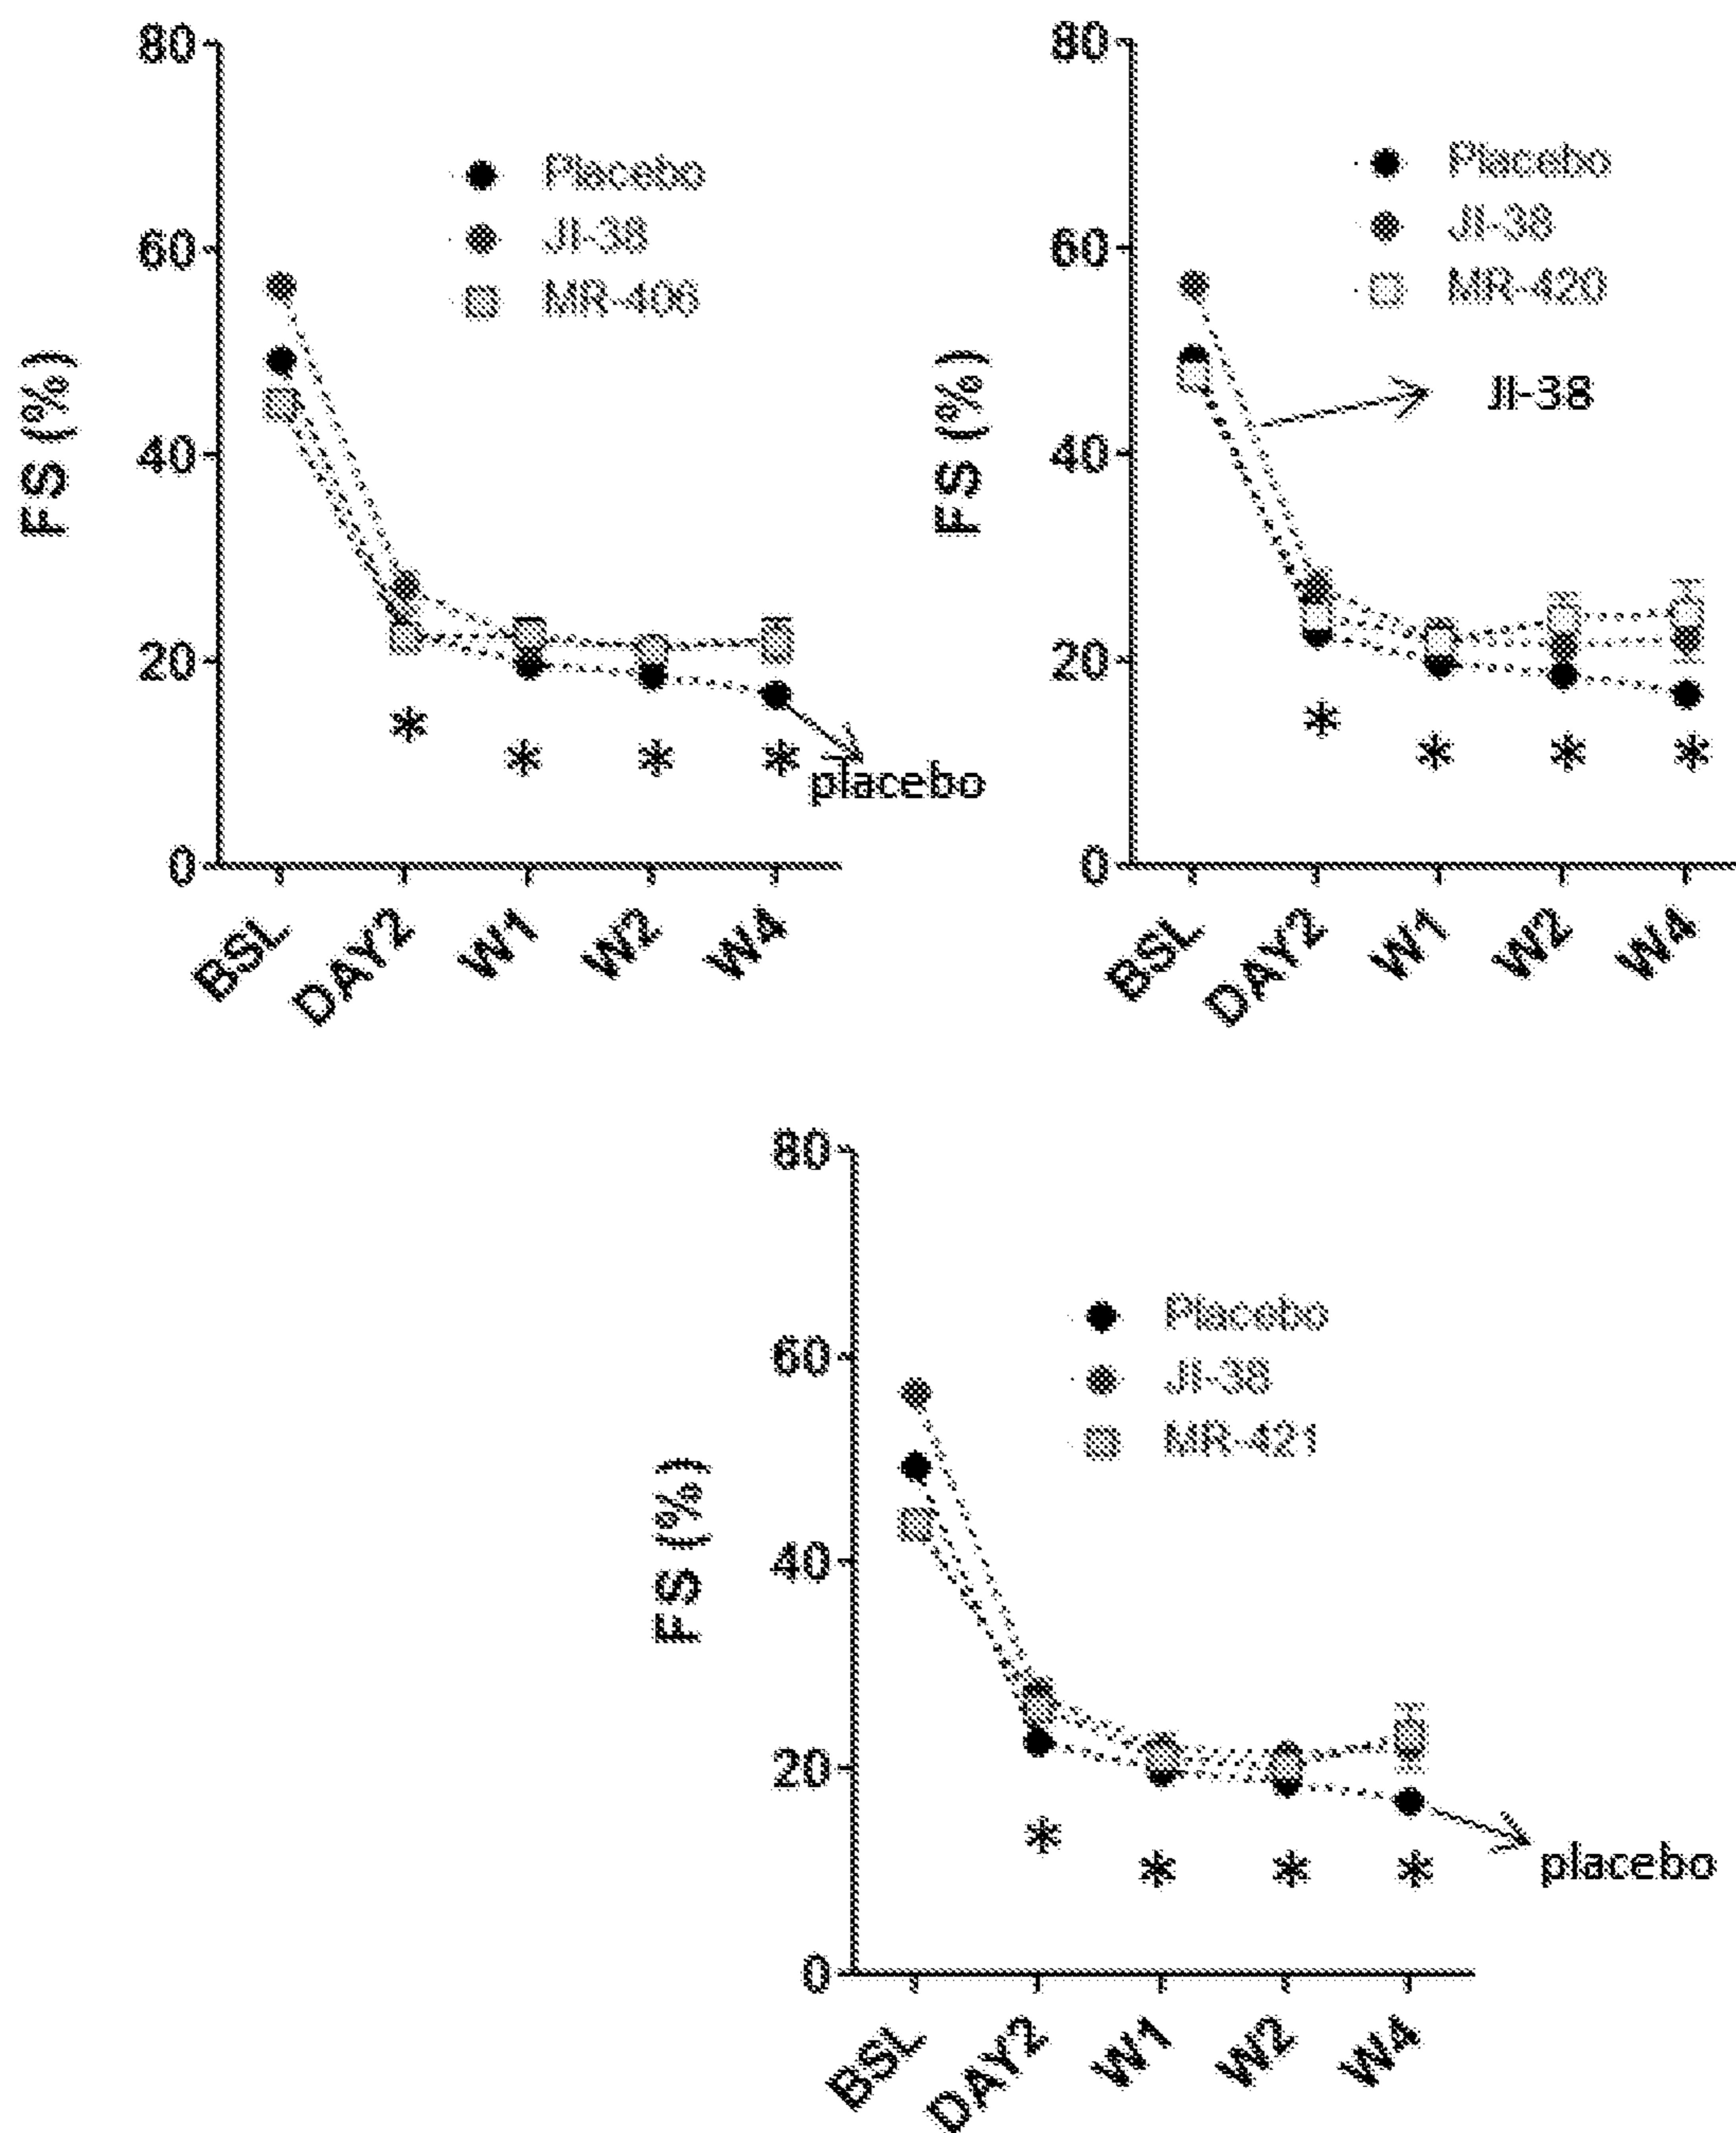 80
60
40
20
0
FS (%)
Placebo
JI-38
MR-406
* * * *
placebo
BSL DAY2 W1 W2 W4
80
60
40
20
0
FS (%)
Placebo
JI-38
MR-420
JI-38
* * * *
BSL DAY2 W1 W2 W4
80
60
40
20
0
FS (%)
Placebo
JI-38
MR-421
* * * *
placebo
BSL DAY2 W1 W2 W4